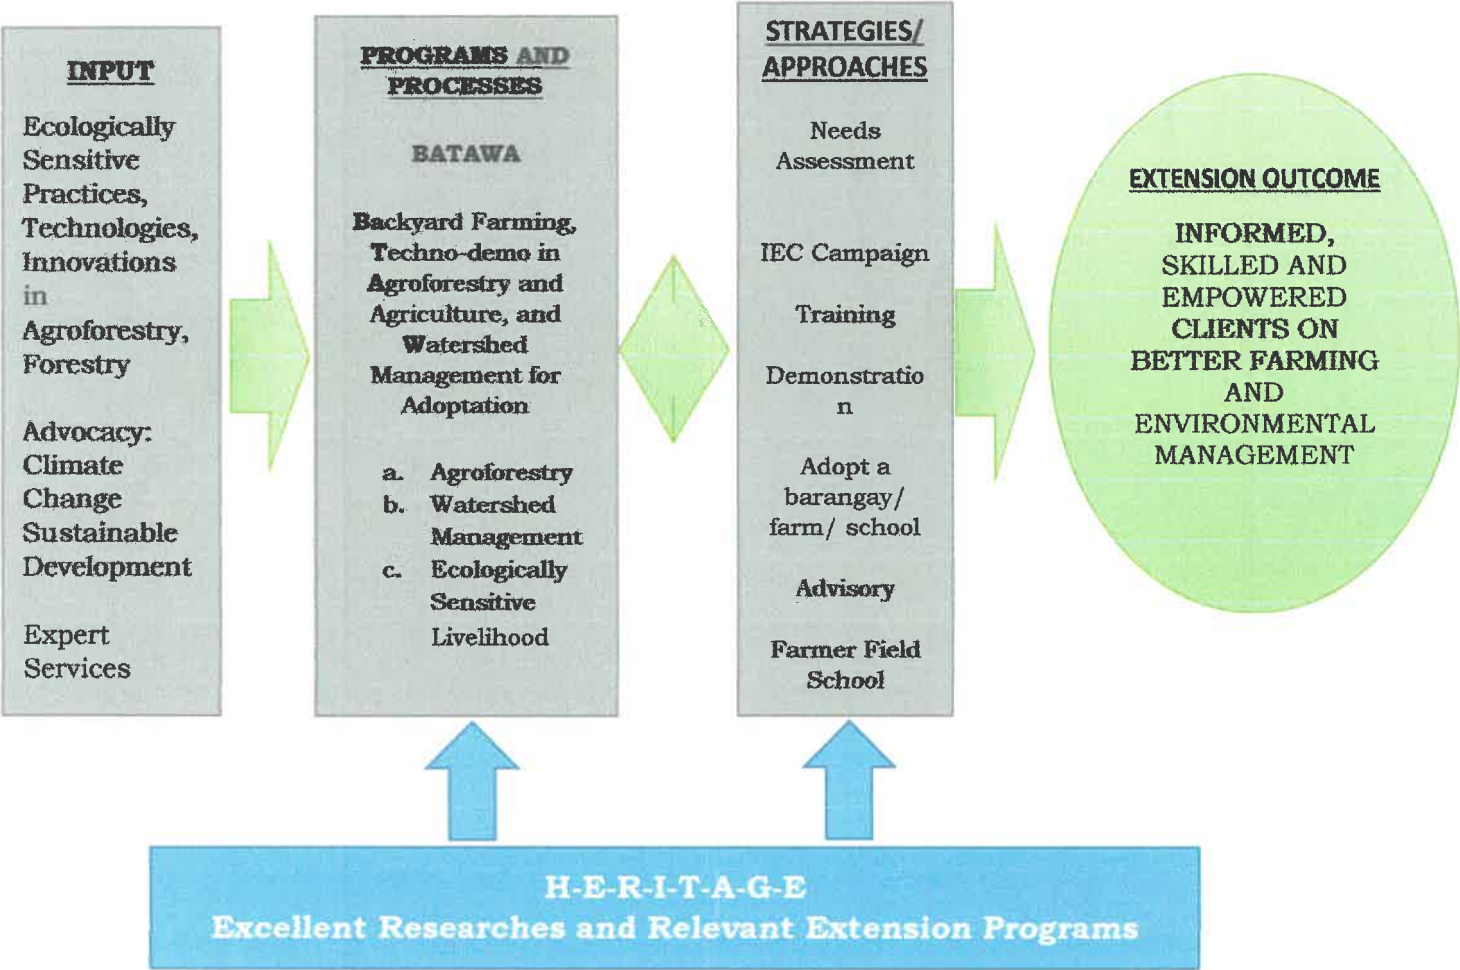 INPUT
Ecologically
Sensitive
Practices,
Technologies,
Innovations
in
Agroforestry,
Forestry
Advocacy:
Climate
Change
Sustainable
Development
Expert
Services
PROGRAMS AND
PROCESSES
BATAWA
Backyard Farming,
Techno-demo in
Agroforestry and
Agriculture, and
Watershed
Management for
Adoptation
a. Agroforestry
b. Watershed
Management
c. Ecologically
Sensitive
Livelihood
STRATEGIES/
APPROACHES
Needs
Assessment
IEC Campaign
Training
Demonstratio
n
Adopt a
barangay/
farm/ school
Advisory
Farmer Field
School
EXTENSION OUTCOME
INFORMED,
SKILLED AND
EMPOWERED
CLIENTS ON
BETTER FARMING
AND
ENVIRONMENTAL
MANAGEMENT
H-E-R-I-T-A-G-E
Excellent Researches and Relevant Extension Programs